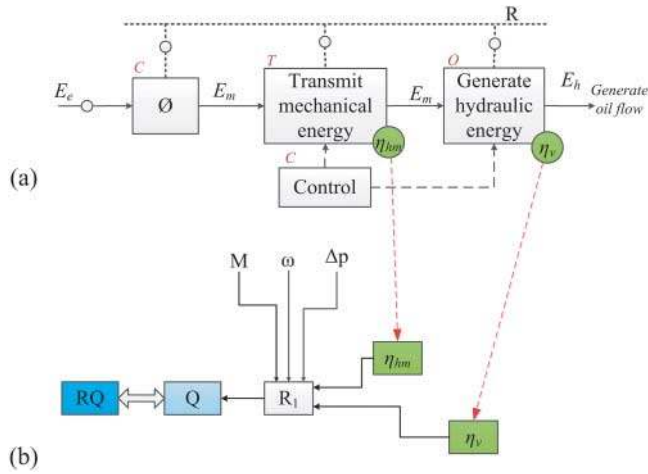 R
C
T
O
E_e
Ø
E_m
Transmit
mechanical
energy
E_m
Generate
hydraulic
energy
E_h
Generate
oil flow
η_hm
η_v
C
Control
(a)
M
ω
Δp
η_hm
RQ
Q
R_1
η_v
(b)